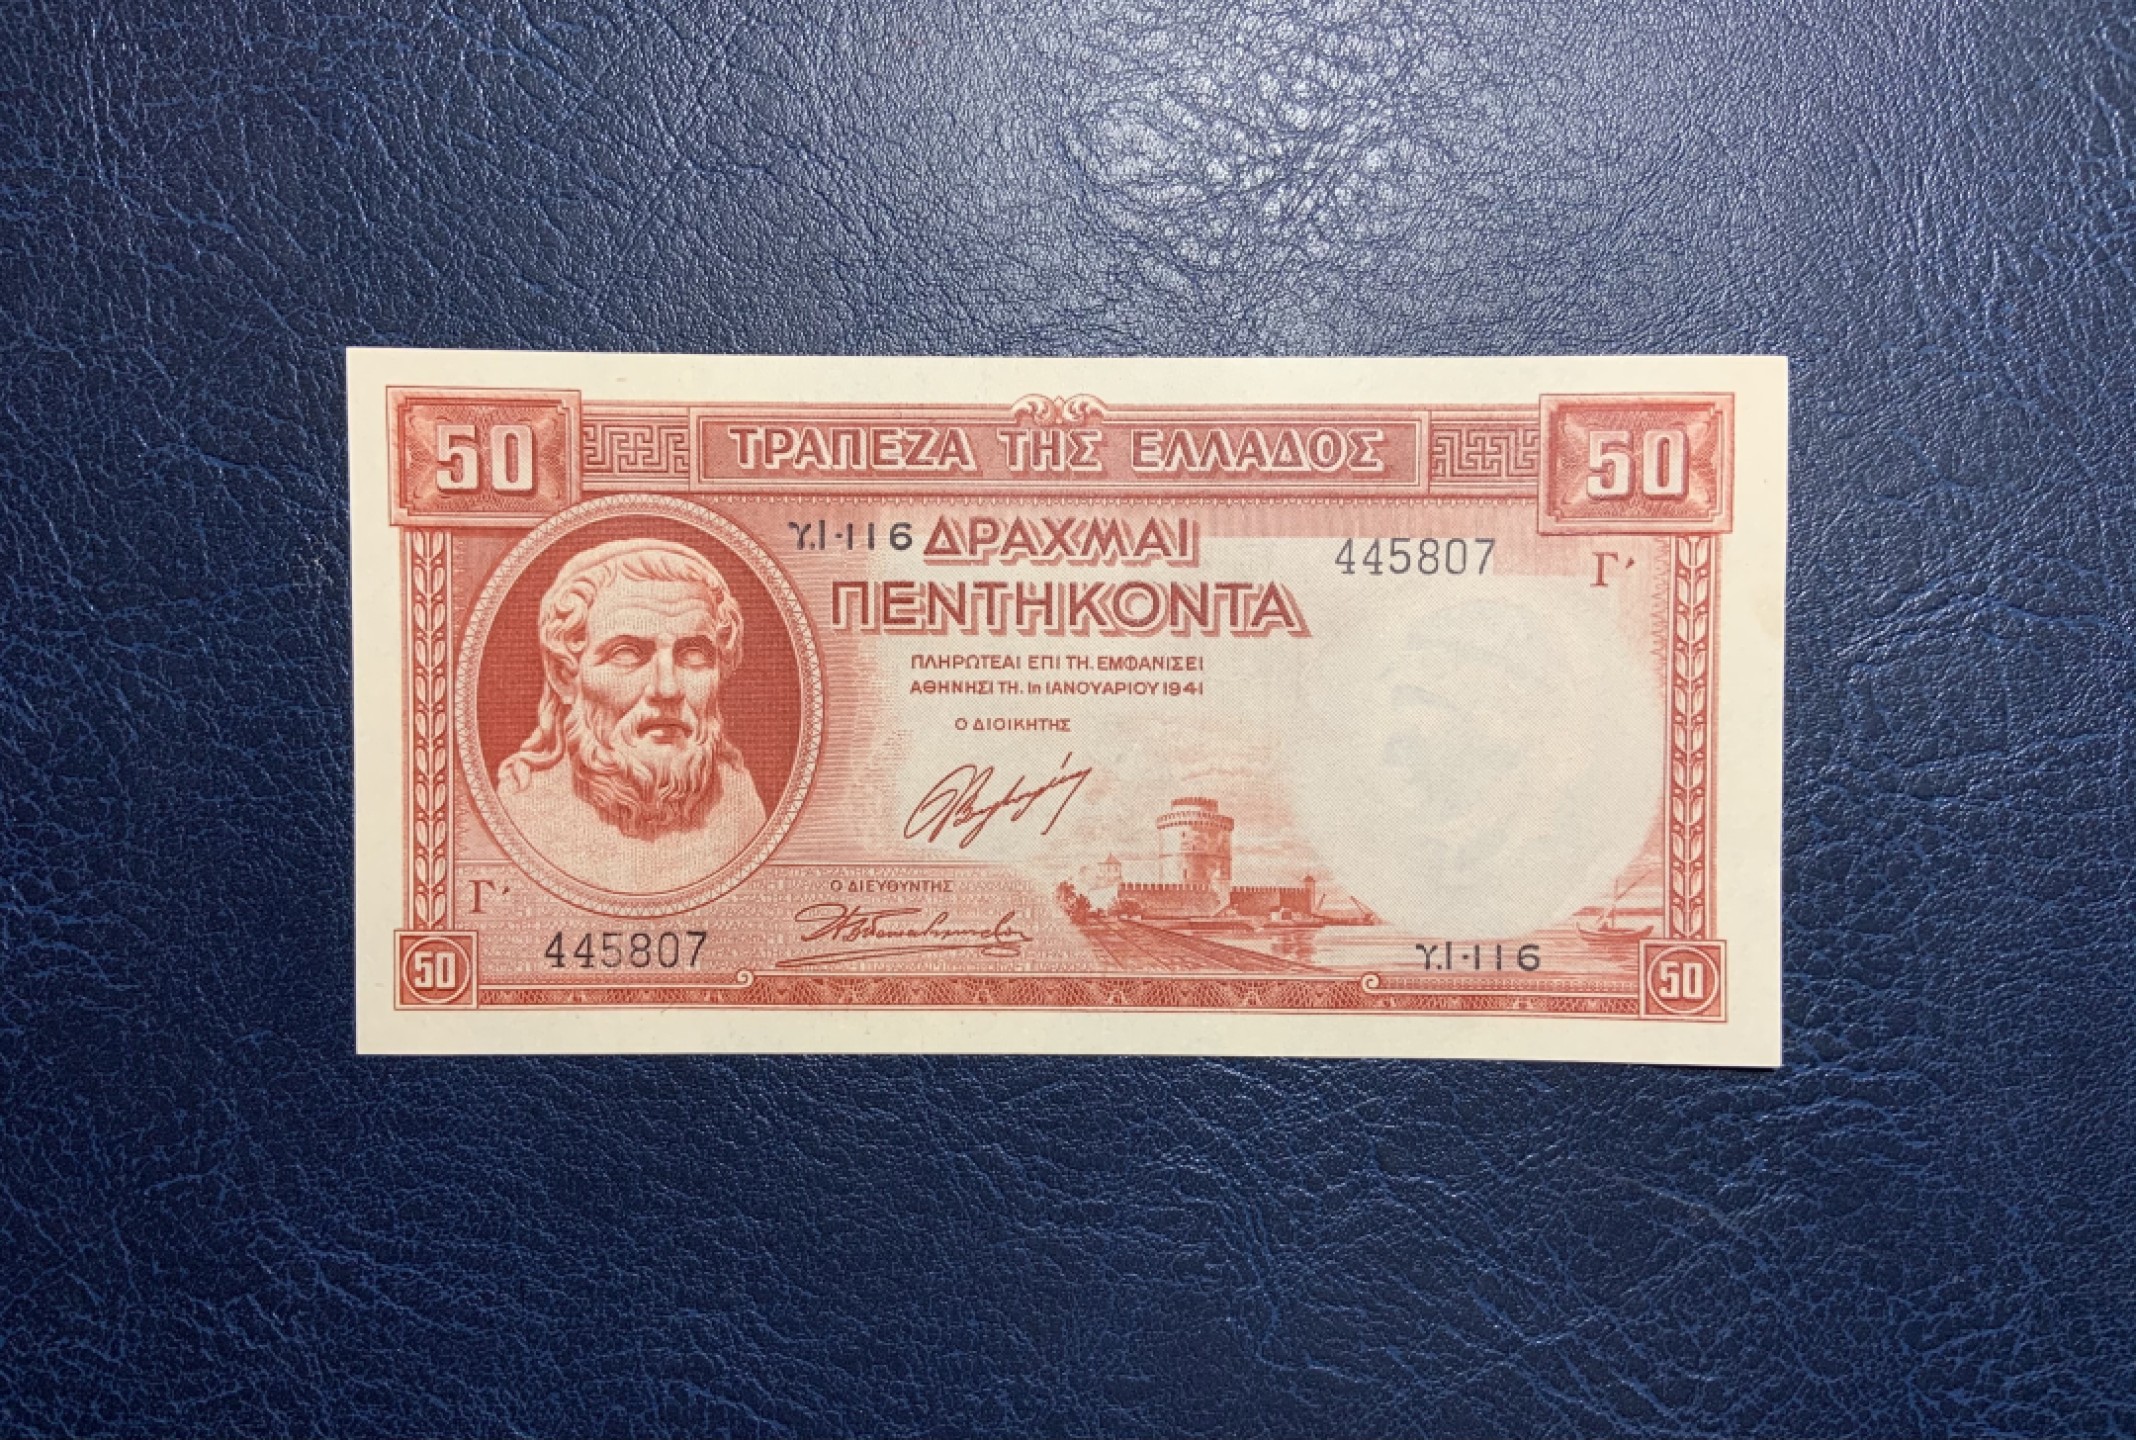 50 ΤΡΑΠΕΖΑ ΤΗΣ ΕΛΛΑΔΟΣ 50
γ.Ι-116 ΔΡΑΧΜΑΙ 445807 Γ'
ΠΕΝΤΗΚΟΝΤΑ
ΠΛΗΡΩΤΕΑΙ ΕΠΙ ΤΗ. ΕΜΦΑΝΙΣΕΙ
ΑΘΗΝΗΣΙ ΤΗ. 1η ΙΑΝΟΥΑΡΙΟΥ 1941
Ο ΔΙΟΙΚΗΤΗΣ
Γ' Ο ΔΙΕΥΘΥΝΤΗΣ
445807 γ.Ι-116
50 50